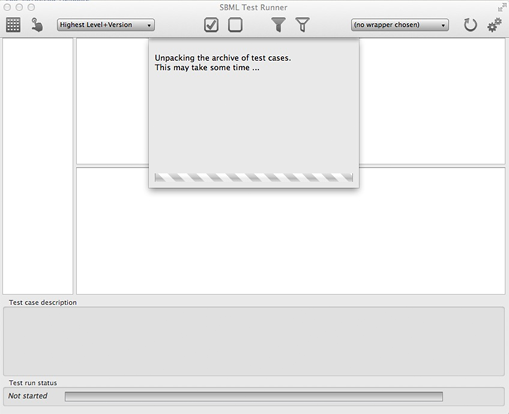 SBML Test Runner
Highest Level+Version
(no wrapper chosen)
Unpacking the archive of test cases.
This may take some time ...
Test case description
Test run status
Not started